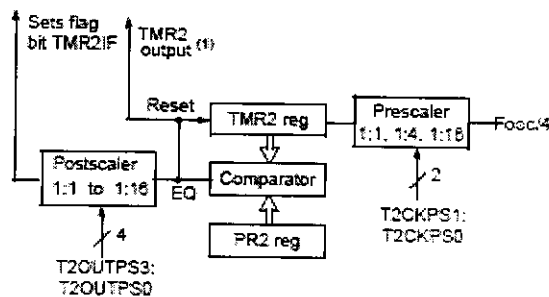 Sets flag
bit TMR2IF
TMR2
output (1)
Reset
TMR2 reg
Prescaler
1:1, 1:4, 1:16
Fosc/4
Postscaler
1:1 to 1:16
EQ
Comparator
2
T2CKPS1:
T2CKPS0
4
PR2 reg
T2OUTPS3:
T2OUTPS0